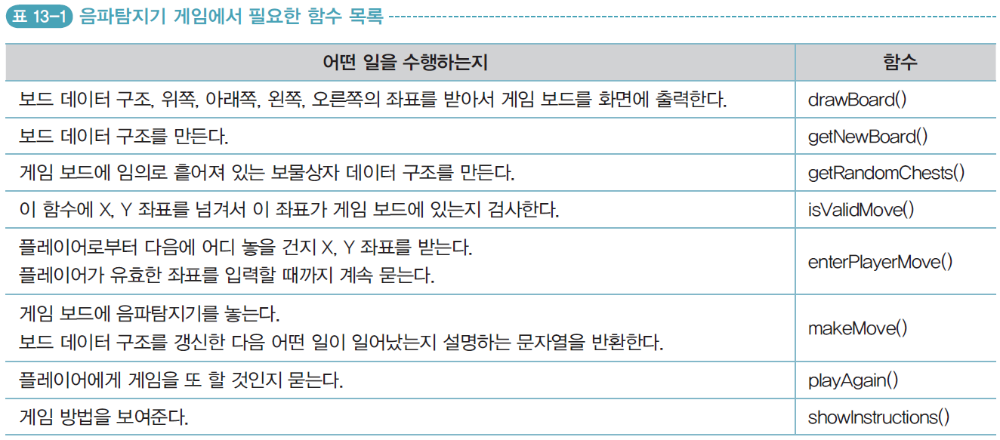 표 13-1 음파탐지기 게임에서 필요한 함수 목록
어떤 일을 수행하는지 함수
보드 데이터 구조, 위쪽, 아래쪽, 왼쪽, 오른쪽의 좌표를 받아서 게임 보드를 화면에 출력한다. drawBoard()
보드 데이터 구조를 만든다. getNewBoard()
게임 보드에 임의로 흩어져 있는 보물상자 데이터 구조를 만든다. getRandomChests()
이 함수에 X, Y 좌표를 넘겨서 이 좌표가 게임 보드에 있는지 검사한다. isValidMove()
플레이어로부터 다음에 어디 놓을 건지 X, Y 좌표를 받는다.
플레이어가 유효한 좌표를 입력할 때까지 계속 묻는다.
enterPlayerMove()
게임 보드에 음파탐지기를 놓는다.
보드 데이터 구조를 갱신한 다음 어떤 일이 일어났는지 설명하는 문자열을 반환한다.
makeMove()
플레이어에게 게임을 또 할 것인지 묻는다. playAgain()
게임 방법을 보여준다. showInstructions()